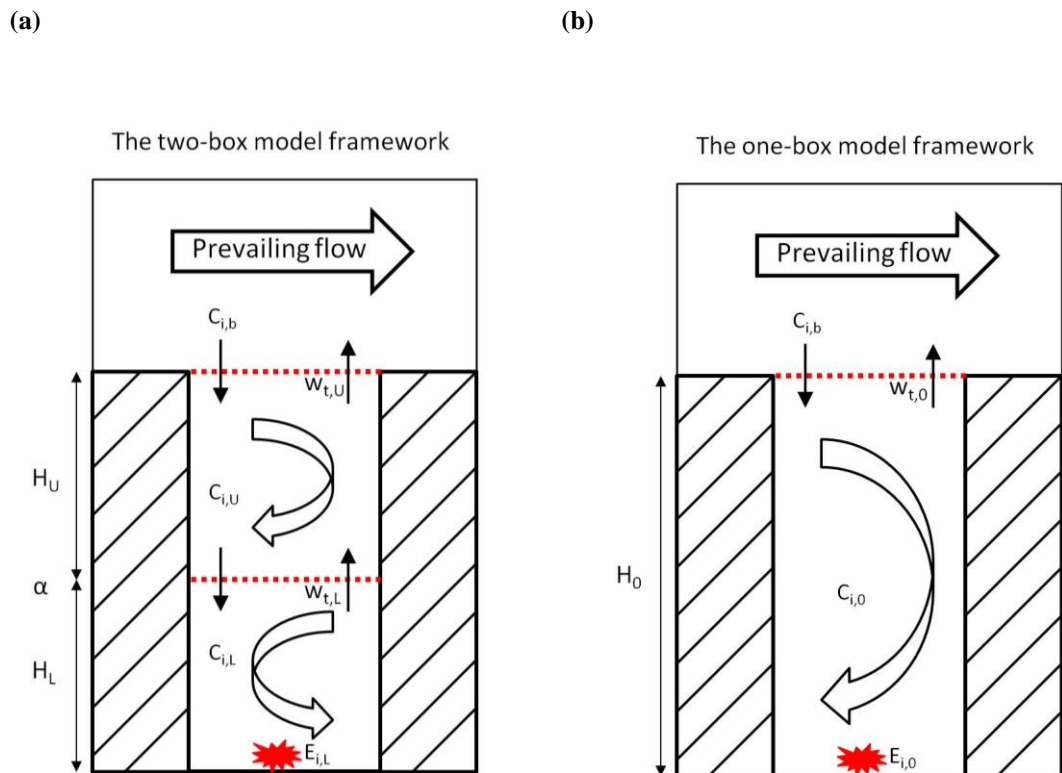 (a)
(b)
The two-box model framework
The one-box model framework
Prevailing flow
Prevailing flow
C_{i,b}
C_{i,b}
w_{t,U}
w_{t,0}
H_U
C_{i,U}
α
w_{t,L}
H_0
C_{i,0}
H_L
C_{i,L}
E_{i,L}
E_{i,0}